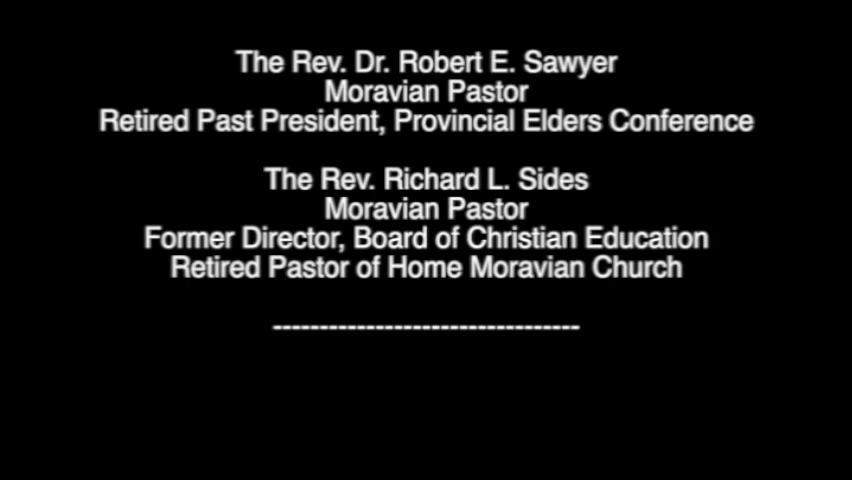 The Rev. Dr. Robert E. Sawyer
Moravian Pastor
Retired Past President, Provincial Elders Conference
The Rev. Richard L. Sides
Moravian Pastor
Former Director, Board of Christian Education
Retired Pastor of Home Moravian Church
---------------------------------